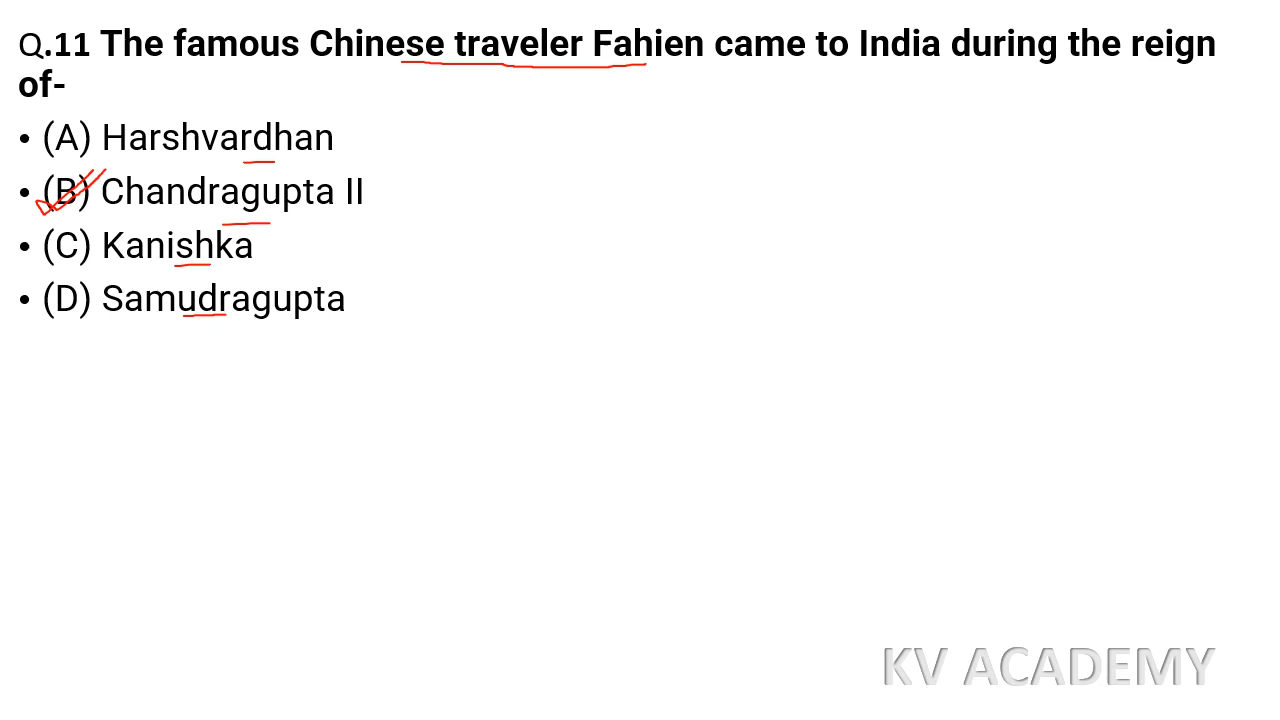 Q.11 The famous Chinese traveler Fahien came to India during the reign
of-
• (A) Harshvardhan
• (B) Chandragupta II
• (C) Kanishka
• (D) Samudragupta
KV ACADEMY